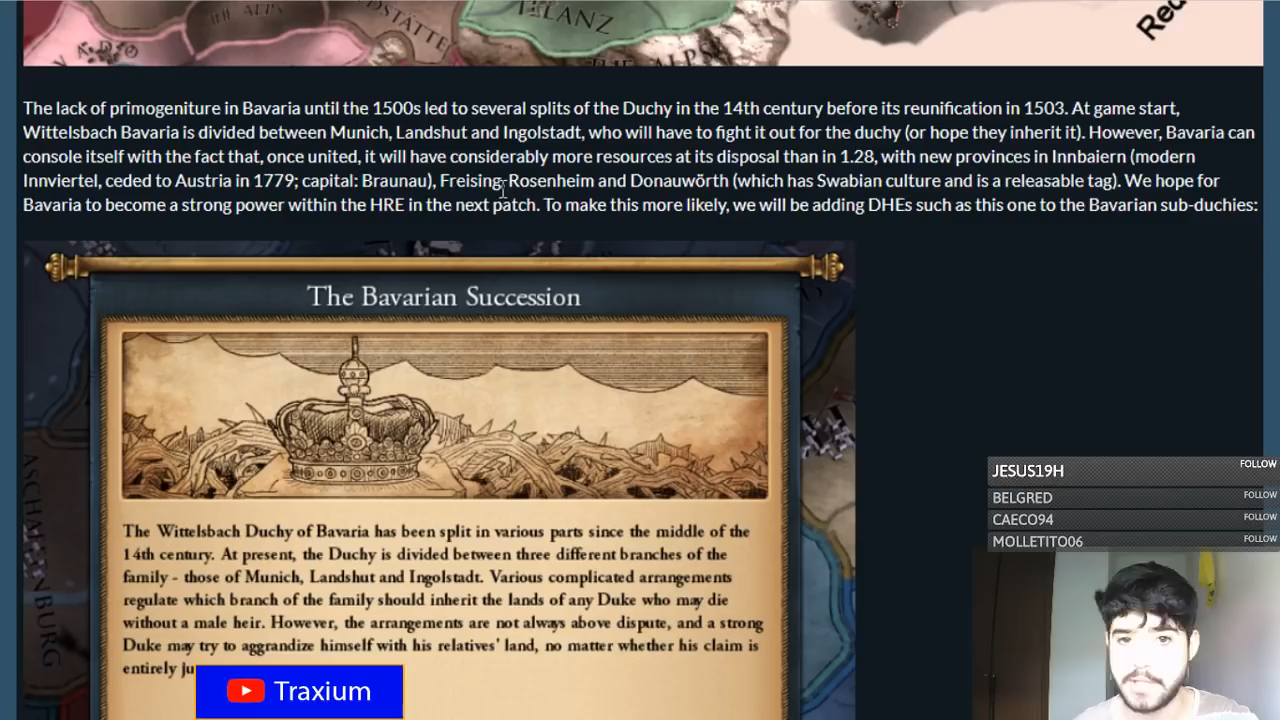 THE ALPS
Red
THE ALPS
The lack of primogeniture in Bavaria until the 1500s led to several splits of the Duchy in the 14th century before its reunification in 1503. At game start,
Wittelsbach Bavaria is divided between Munich, Landshut and Ingolstadt, who will have to fight it out for the duchy (or hope they inherit it). However, Bavaria can
console itself with the fact that, once united, it will have considerably more resources at its disposal than in 1.28, with new provinces in Innbaiern (modern
Innviertel, ceded to Austria in 1779; capital: Braunau), Freising, Rosenheim and Donauwörth (which has Swabian culture and is a releasable tag). We hope for
Bavaria to become a strong power within the HRE in the next patch. To make this more likely, we will be adding DHEs such as this one to the Bavarian sub-duchies:
The Bavarian Succession
The Wittelsbach Duchy of Bavaria has been split in various parts since the middle of the
14th century. At present, the Duchy is divided between three different branches of the
family - those of Munich, Landshut and Ingolstadt. Various complicated arrangements
regulate which branch of the family should inherit the lands of any Duke who may die
without a male heir. However, the arrangements are not always above dispute, and a strong
Duke may try to aggrandize himself with his relatives' land, no matter whether his claim is
entirely ju
ASCHAFFENBURG
Traxium
JESUS19H FOLLOW
BELGRED FOLLOW
CAECO94 FOLLOW
MOLLETITO06 FOLLOW